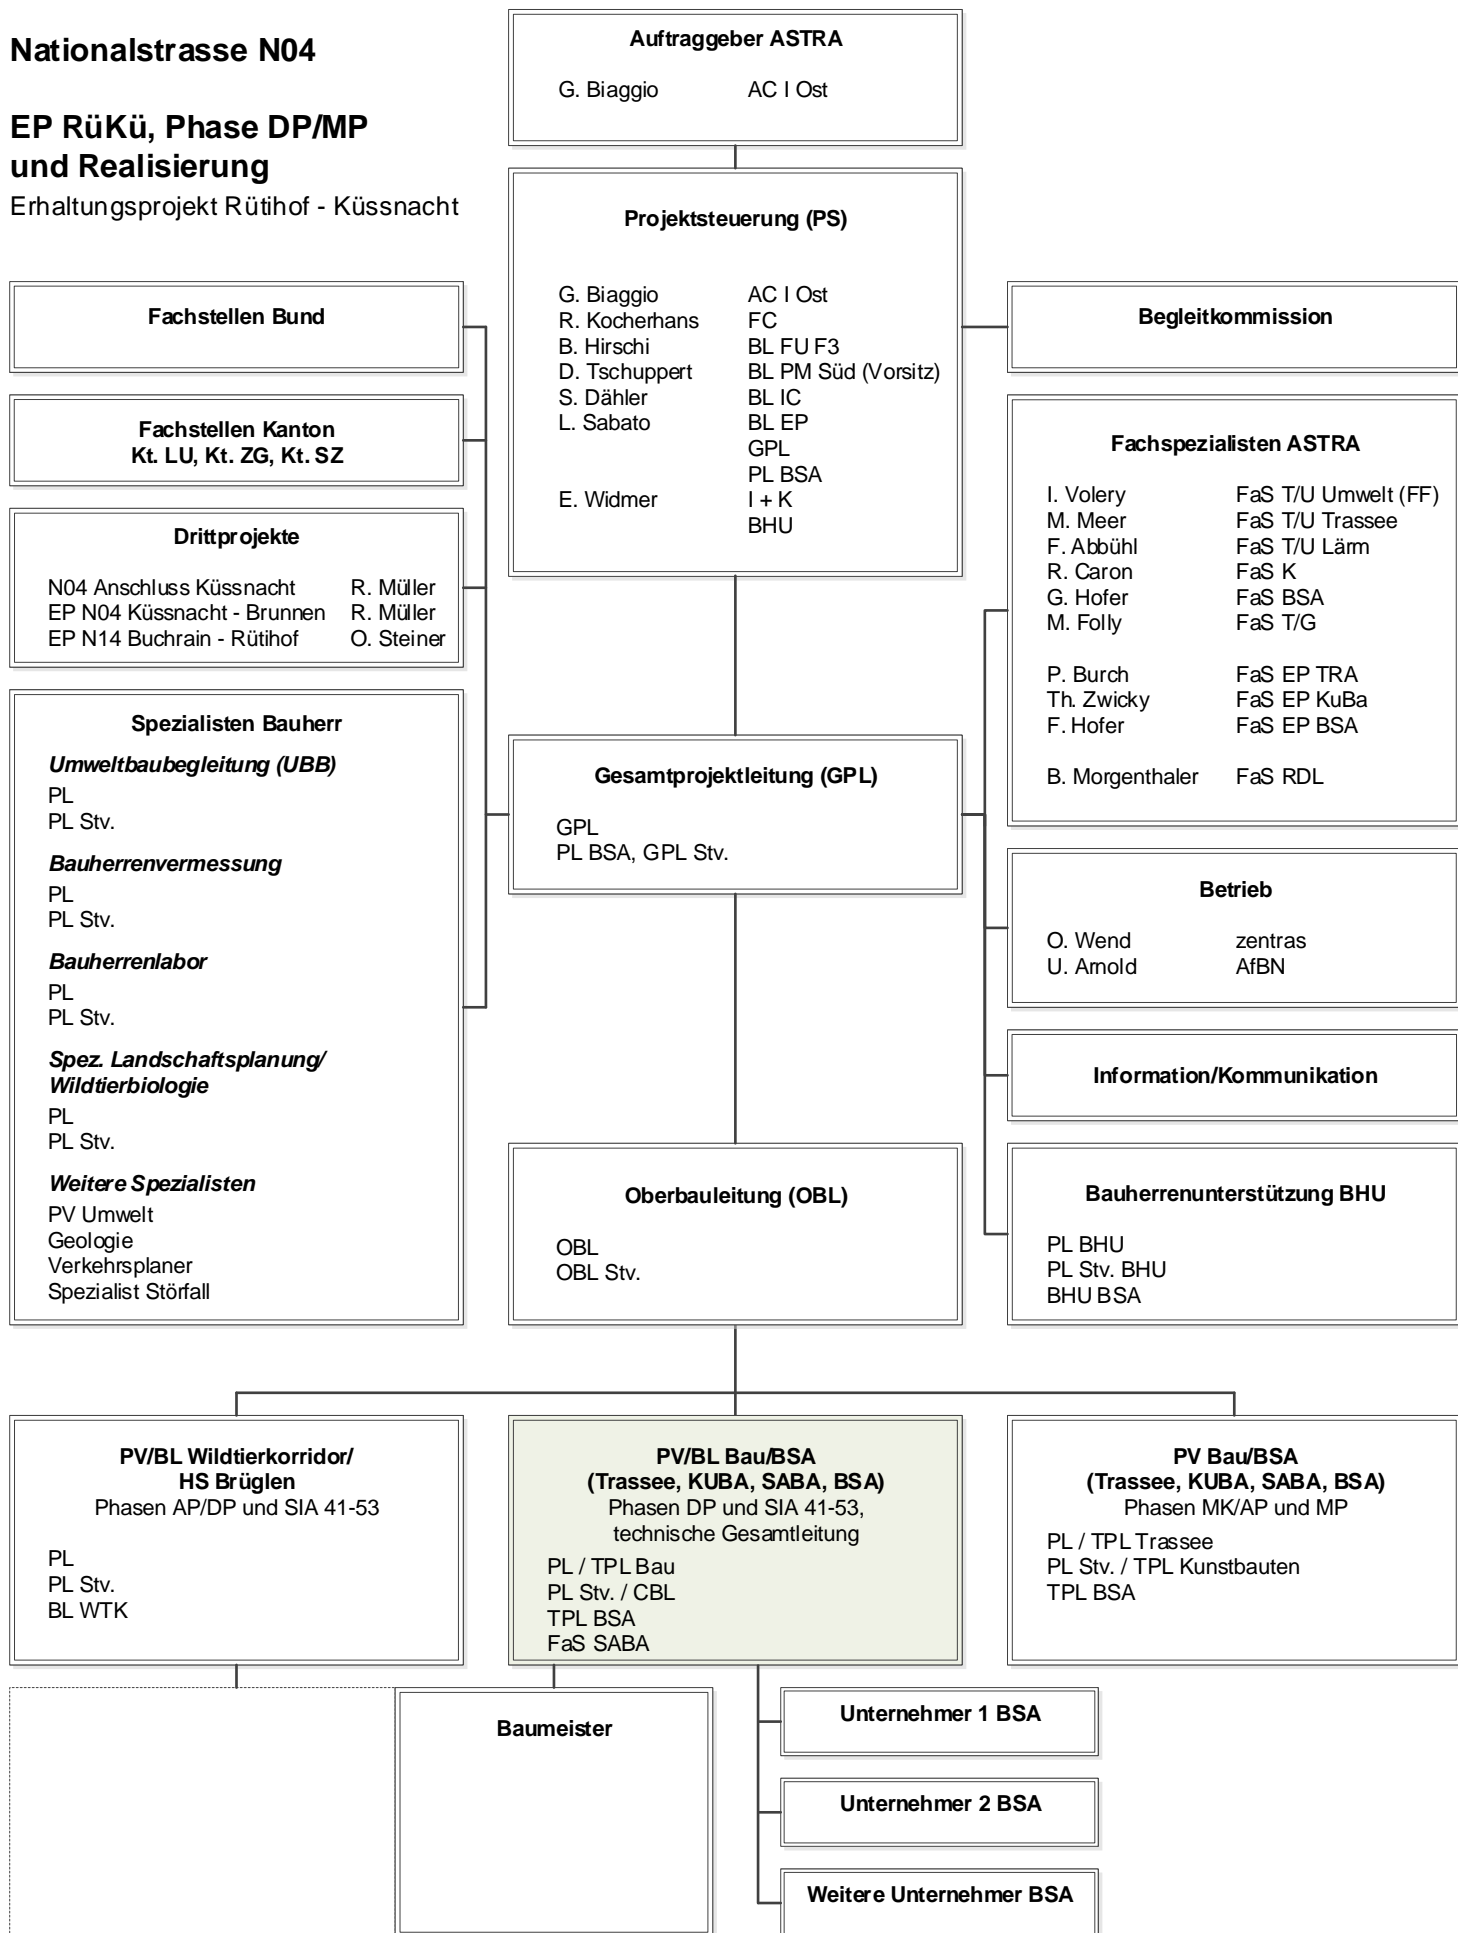 Nationalstrasse N04
EP RüKü, Phase DP/MP
und Realisierung
Erhaltungsprojekt Rütihof - Küssnacht
Auftraggeber ASTRA
G. Biaggio AC I Ost
Projektsteuerung (PS)
G. Biaggio AC I Ost
R. Kocherhans FC
B. Hirschi BL FU F3
D. Tschuppert BL PM Süd (Vorsitz)
S. Dähler BL IC
L. Sabato BL EP
GPL
PL BSA
E. Widmer I + K
BHU
Fachstellen Bund
Fachstellen Kanton
Kt. LU, Kt. ZG, Kt. SZ
Drittprojekte
N04 Anschluss Küssnacht R. Müller
EP N04 Küssnacht - Brunnen R. Müller
EP N14 Buchrain - Rütihof O. Steiner
Spezialisten Bauherr
Umweltbaubegleitung (UBB)
PL
PL Stv.
Bauherrenvermessung
PL
PL Stv.
Bauherrenlabor
PL
PL Stv.
Spez. Landschaftsplanung/
Wildtierbiologie
PL
PL Stv.
Weitere Spezialisten
PV Umwelt
Geologie
Verkehrsplaner
Spezialist Störfall
Begleitkommission
Fachspezialisten ASTRA
I. Volery FaS T/U Umwelt (FF)
M. Meer FaS T/U Trassee
F. Abbühl FaS T/U Lärm
R. Caron FaS K
G. Hofer FaS BSA
M. Folly FaS T/G
P. Burch FaS EP TRA
Th. Zwicky FaS EP KuBa
F. Hofer FaS EP BSA
B. Morgenthaler FaS RDL
Gesamtprojektleitung (GPL)
GPL
PL BSA, GPL Stv.
Betrieb
O. Wend zentras
U. Arnold AfBN
Information/Kommunikation
Oberbauleitung (OBL)
OBL
OBL Stv.
Bauherrenunterstützung BHU
PL BHU
PL Stv. BHU
BHU BSA
PV/BL Wildtierkorridor/
HS Brüglen
Phasen AP/DP und SIA 41-53
PL
PL Stv.
BL WTK
PV/BL Bau/BSA
(Trassee, KUBA, SABA, BSA)
Phasen DP und SIA 41-53,
technische Gesamtleitung
PL / TPL Bau
PL Stv. / CBL
TPL BSA
FaS SABA
PV Bau/BSA
(Trassee, KUBA, SABA, BSA)
Phasen MK/AP und MP
PL / TPL Trassee
PL Stv. / TPL Kunstbauten
TPL BSA
Baumeister
Unternehmer 1 BSA
Unternehmer 2 BSA
Weitere Unternehmer BSA